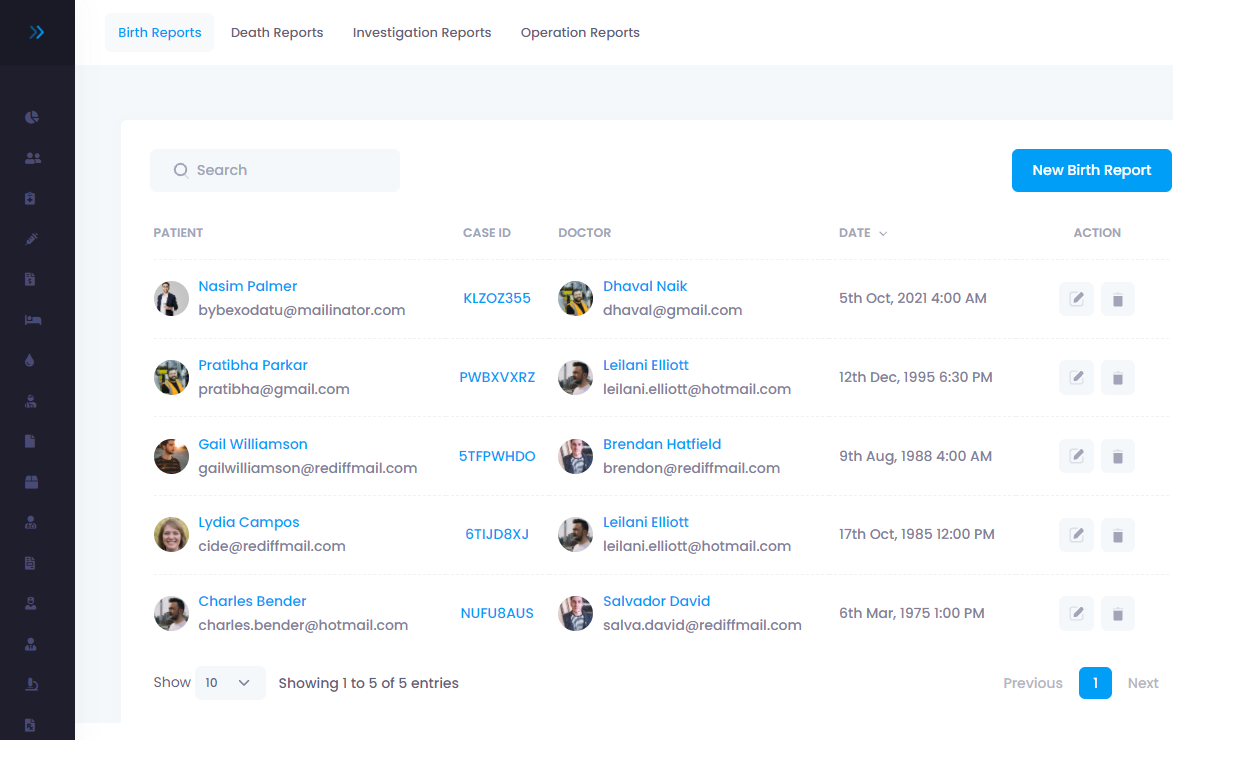 Birth Reports Death Reports Investigation Reports Operation Reports
Search New Birth Report
PATIENT CASE ID DOCTOR DATE ACTION
Nasim Palmer Dhaval Naik
KLZOZ355 5th Oct, 2021 4:00 AM
bybexodatu@mailinator.com dhaval@gmail.com
Pratibha Parkar Leilani Elliott
PWBXVXRZ 12th Dec, 1995 6:30 PM
pratibha@gmail.com leilani.elliott@hotmail.com
Gail Williamson Brendan Hatfield
5TFPWHDO 9th Aug, 1988 4:00 AM
gailwilliamson@rediffmail.com brendon@rediffmail.com
Lydia Campos Leilani Elliott
6TIJD8XJ 17th Oct, 1985 12:00 PM
cide@rediffmail.com leilani.elliott@hotmail.com
Charles Bender Salvador David
NUFU8AUS 6th Mar, 1975 1:00 PM
charles.bender@hotmail.com salva.david@rediffmail.com
Show 10 Showing 1 to 5 of 5 entries Previous 1 Next